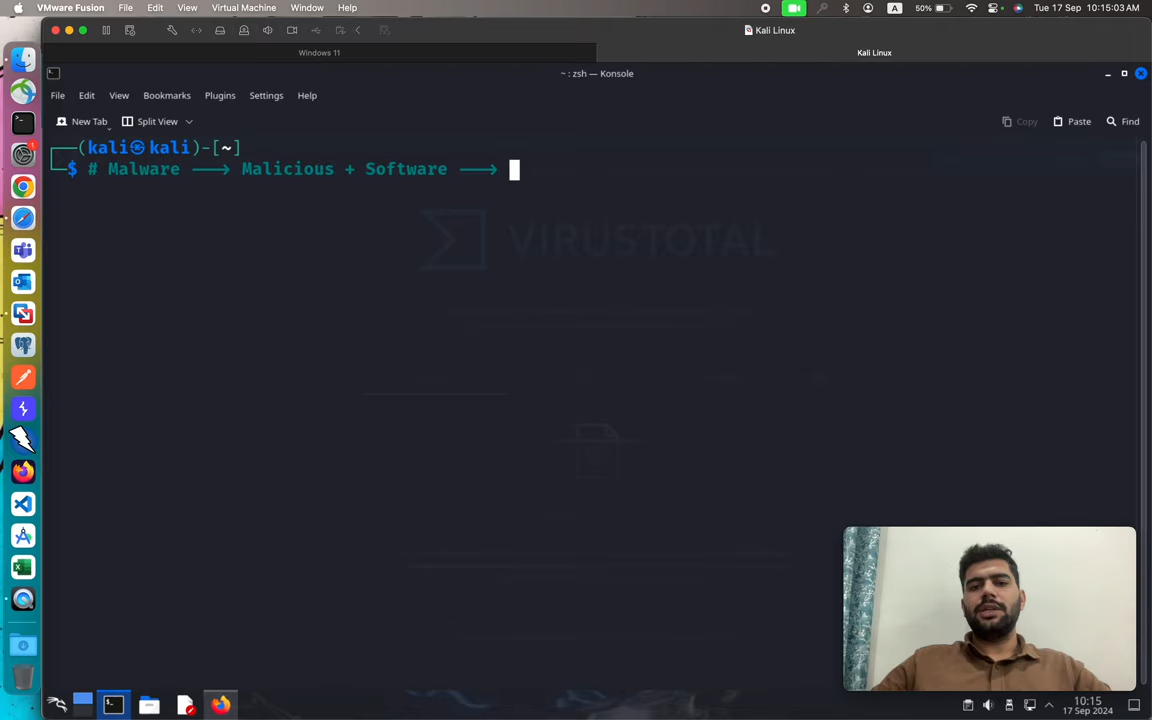 VMware Fusion File Edit View Virtual Machine Window Help A 50% Tue 17 Sep 10:15:03 AM
Kali Linux
Windows 11 Kali Linux
~ : zsh — Konsole
File Edit View Bookmarks Plugins Settings Help
New Tab Split View Copy Paste Find
(kali㉿kali)-[~]
$ # Malware ⟶ Malicious + Software ⟶
VIRUSTOTAL
10:15
17 Sep 2024